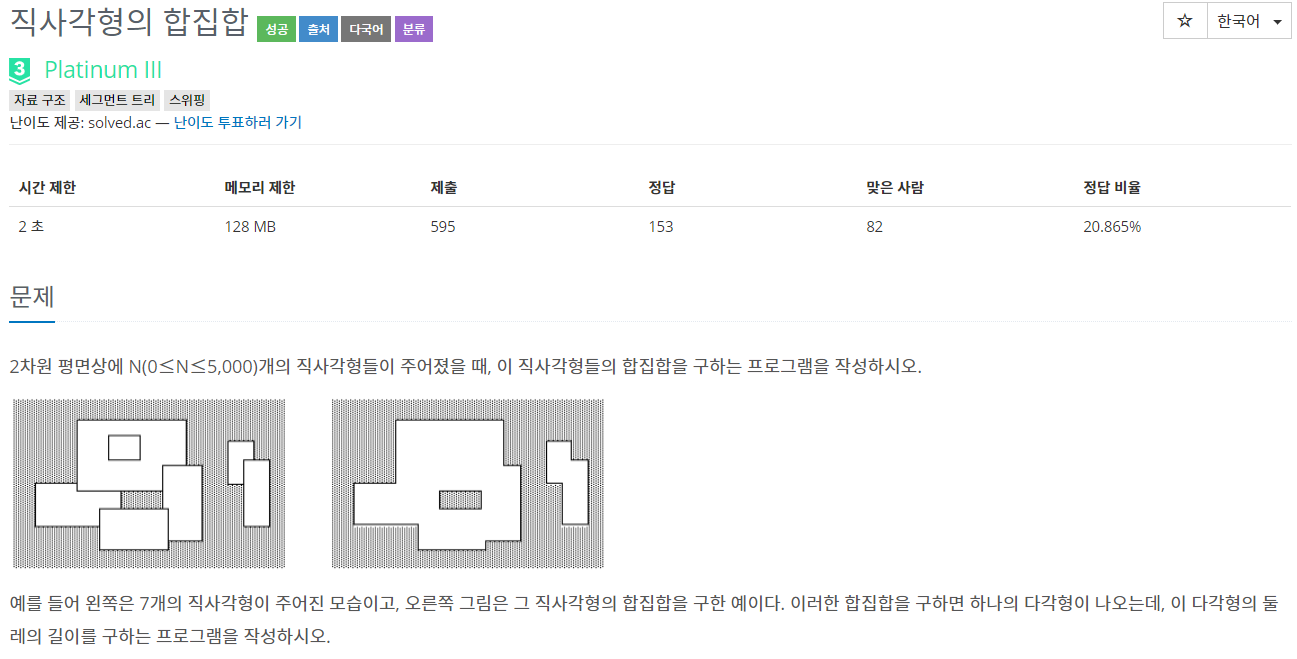 직사각형의 합집합 성공 출처 다국어 분류 ☆ 한국어
3 Platinum III
자료 구조 세그먼트 트리 스위핑
난이도 제공: solved.ac — 난이도 투표하러 가기
시간 제한 메모리 제한 제출 정답 맞은 사람 정답 비율
2 초 128 MB 595 153 82 20.865%
문제
2차원 평면상에 N(0≤N≤5,000)개의 직사각형들이 주어졌을 때, 이 직사각형들의 합집합을 구하는 프로그램을 작성하시오.
예를 들어 왼쪽은 7개의 직사각형이 주어진 모습이고, 오른쪽 그림은 그 직사각형의 합집합을 구한 예이다. 이러한 합집합을 구하면 하나의 다각형이 나오는데, 이 다각형의 둘
레의 길이를 구하는 프로그램을 작성하시오.